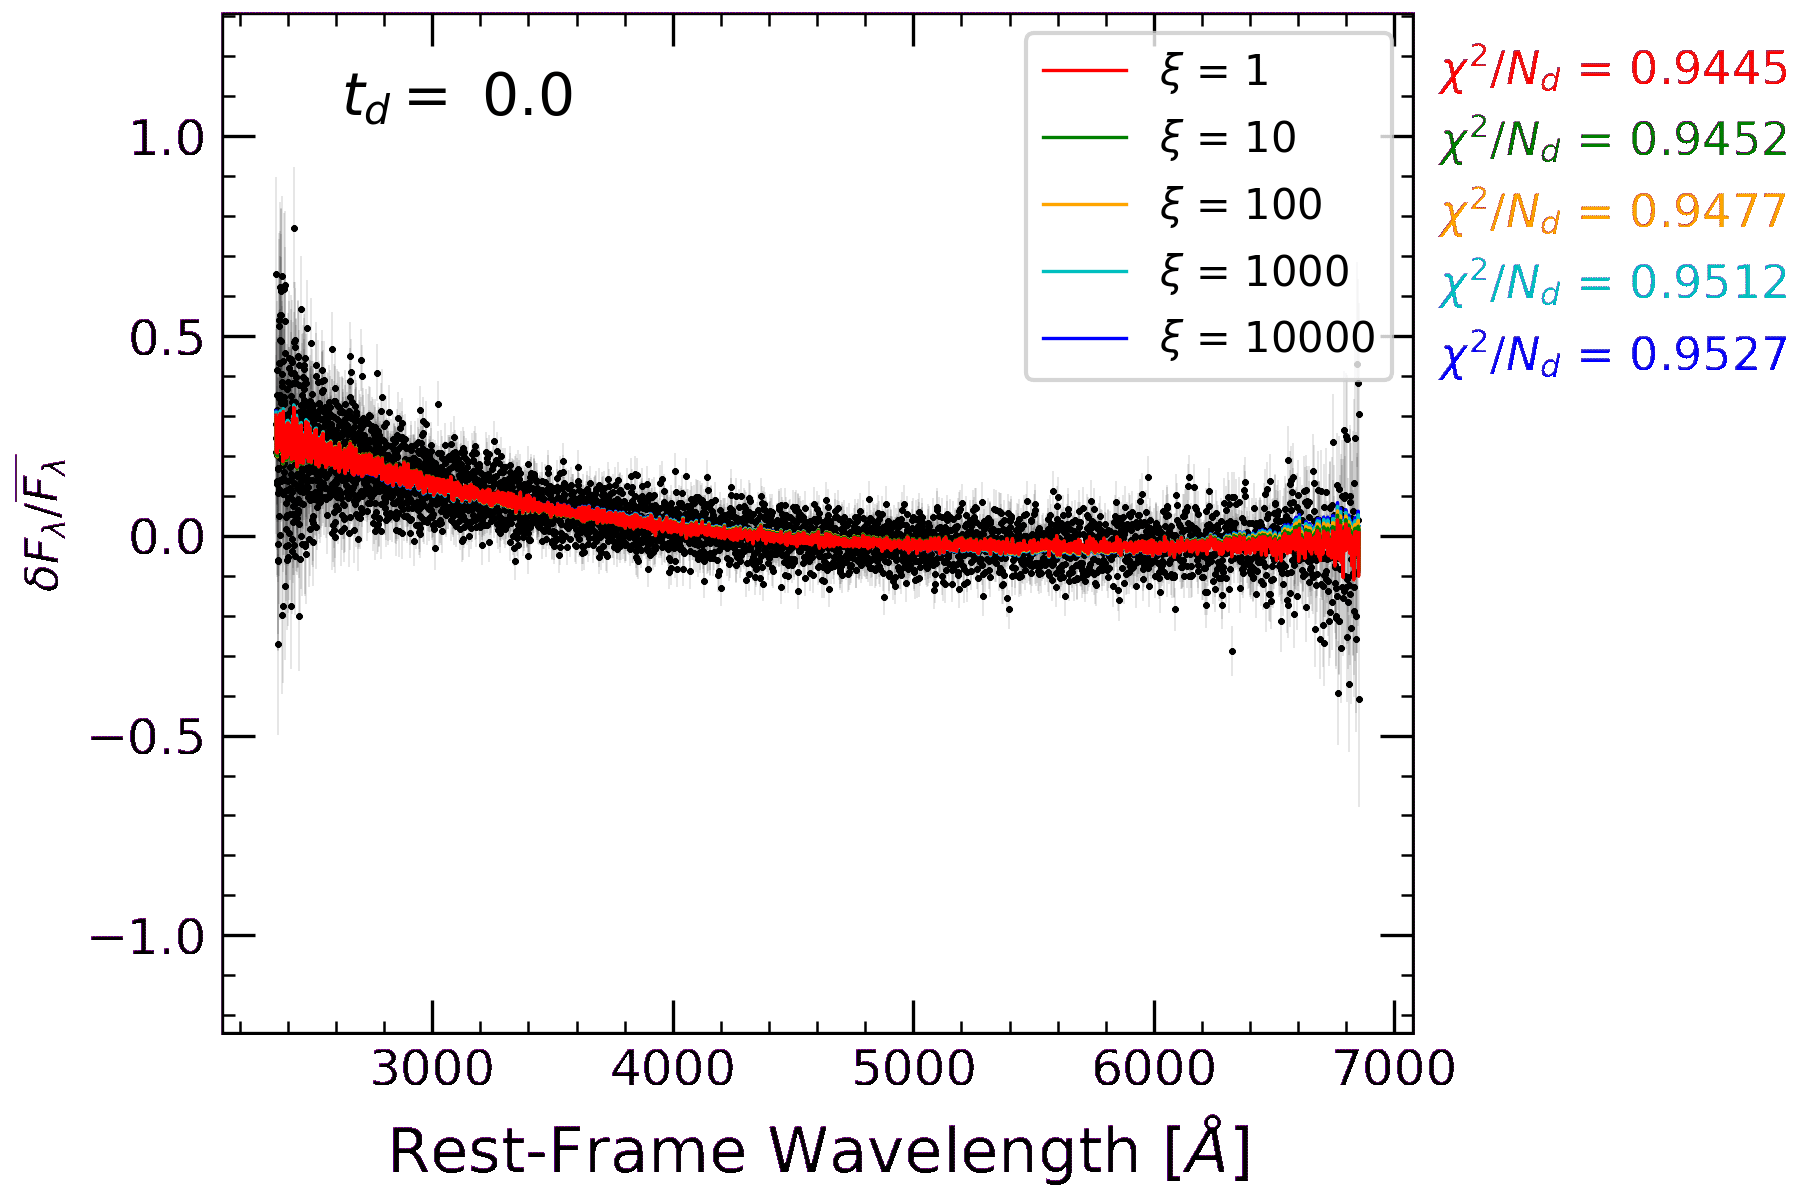 t_d = 0.0
ξ = 1
ξ = 10
ξ = 100
ξ = 1000
ξ = 10000
χ²/N_d = 0.9445
χ²/N_d = 0.9452
χ²/N_d = 0.9477
χ²/N_d = 0.9512
χ²/N_d = 0.9527
1.0
0.5
0.0
−0.5
−1.0
δF_λ/F̅_λ
3000 4000 5000 6000 7000
Rest-Frame Wavelength [Å]